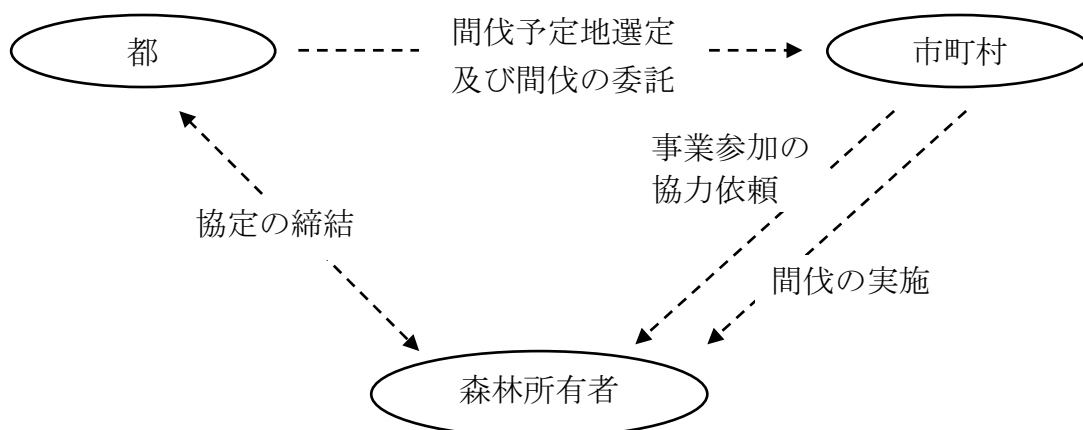 都
間伐予定地選定
及び間伐の委託
市町村
事業参加の
協力依頼
協定の締結
間伐の実施
森林所有者